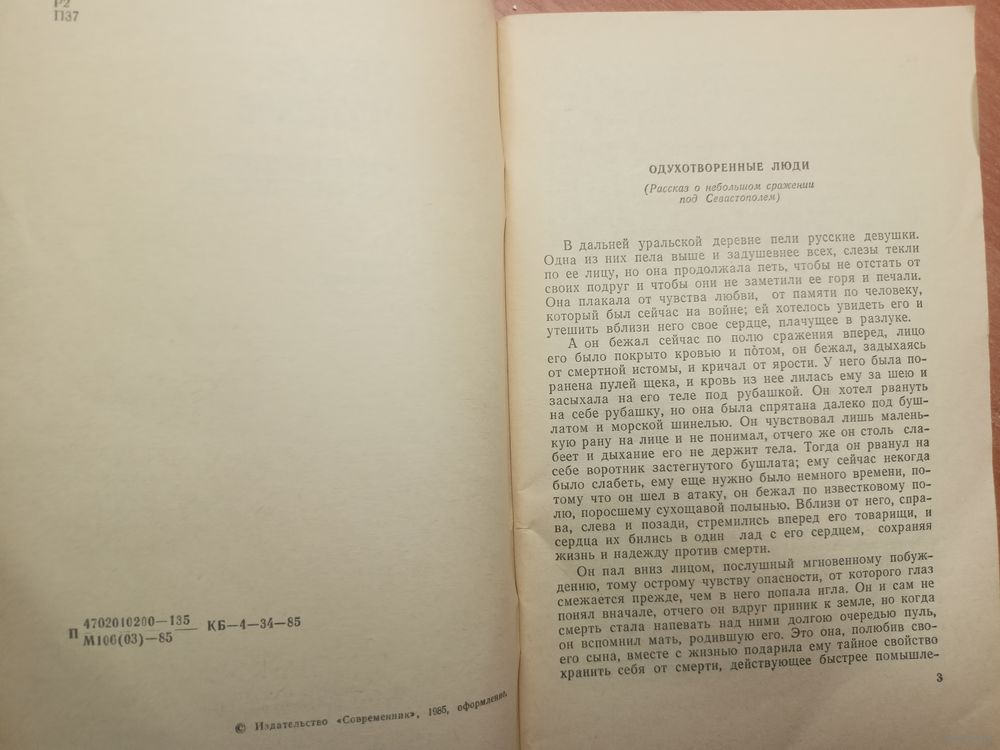 Р2
П37
П 4702010200—135
М106(03)—85
КБ—4—34—85
© Издательство «Современник», 1985, оформление.
ОДУХОТВОРЕННЫЕ ЛЮДИ
(Рассказ о небольшом сражении
под Севастополем)
В дальней уральской деревне пели русские девушки.
Одна из них пела выше и задушевнее всех, слезы текли
по ее лицу, но она продолжала петь, чтобы не отстать от
своих подруг и чтобы они не заметили ее горя и печали.
Она плакала от чувства любви, от памяти по человеку,
который был сейчас на войне; ей хотелось увидеть его и
утешить вблизи него свое сердце, плачущее в разлуке.
А он бежал сейчас по полю сражения вперед, лицо
его было покрыто кровью и по́том, он бежал, задыхаясь
от смертной истомы, и кричал от ярости. У него была по-
ранена пулей щека, и кровь из нее лилась ему за шею и
засыхала на его теле под рубашкой. Он хотел рвануть
на себе рубашку, но она была спрятана далеко под буш-
латом и морской шинелью. Он чувствовал лишь малень-
кую рану на лице и не понимал, отчего же он столь сла-
беет и дыхание его не держит тела. Тогда он рванул на
себе воротник застегнутого бушлата; ему сейчас некогда
было слабеть, ему еще нужно было немного времени, по-
тому что он шел в атаку, он бежал по известковому по-
лю, поросшему сухощавой полынью. Вблизи от него, спра-
ва, слева и позади, стремились вперед его товарищи, и
сердца их бились в один лад с его сердцем, сохраняя
жизнь и надежду против смерти.
Он пал вниз лицом, послушный мгновенному побуж-
дению, тому острому чувству опасности, от которого глаз
смежается прежде, чем в него попала игла. Он и сам не
понял вначале, отчего он вдруг приник к земле, но когда
смерть стала напевать над ними долгою очередью пуль,
он вспомнил мать, родившую его. Это она, полюбив сво-
его сына, вместе с жизнью подарила ему тайное свойство
хранить себя от смерти, действующее быстрее помышле-
3